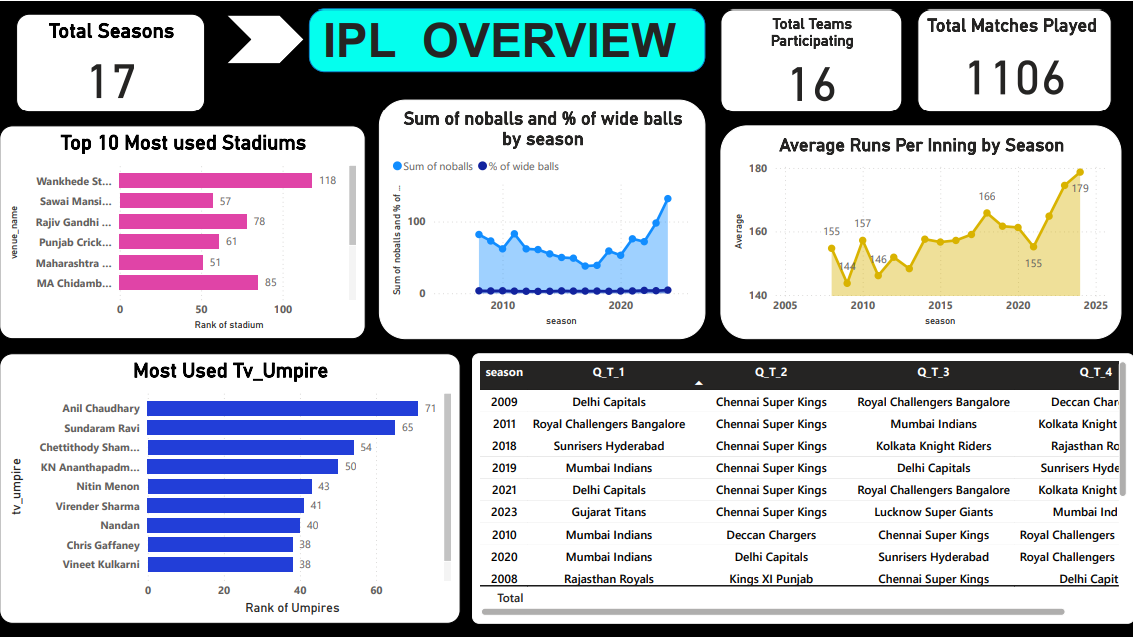 Total Seasons
17
IPL OVERVIEW
Total Teams
Participating
16
Total Matches Played
1106
Top 10 Most used Stadiums
venue_name
Wankhede St... 118
Sawai Mansi... 57
Rajiv Gandhi ... 78
Punjab Crick... 61
Maharashtra ... 51
MA Chidamb... 85
0 50 100
Rank of stadium
Sum of noballs and % of wide balls
by season
Sum of noballs % of wide balls
Sum of noballs and % of ...
100
0
2010 2020
season
Average Runs Per Inning by Season
Average
180
160
140
155
144
157
146
166
155
179
2005 2010 2015 2020 2025
season
Most Used Tv_Umpire
tv_umpire
Anil Chaudhary 71
Sundaram Ravi 65
Chettithody Sham... 54
KN Ananthapadm... 50
Nitin Menon 43
Virender Sharma 41
Nandan 40
Chris Gaffaney 38
Vineet Kulkarni 38
0 20 40 60
Rank of Umpires
season Q_T_1 Q_T_2 Q_T_3 Q_T_4
2009 Delhi Capitals Chennai Super Kings Royal Challengers Bangalore Deccan Char
2011 Royal Challengers Bangalore Chennai Super Kings Mumbai Indians Kolkata Knight
2018 Sunrisers Hyderabad Chennai Super Kings Kolkata Knight Riders Rajasthan Ro
2019 Mumbai Indians Chennai Super Kings Delhi Capitals Sunrisers Hyde
2021 Delhi Capitals Chennai Super Kings Royal Challengers Bangalore Kolkata Knight
2023 Gujarat Titans Chennai Super Kings Lucknow Super Giants Mumbai Ind
2010 Mumbai Indians Deccan Chargers Chennai Super Kings Royal Challengers
2020 Mumbai Indians Delhi Capitals Sunrisers Hyderabad Royal Challengers
2008 Rajasthan Royals Kings XI Punjab Chennai Super Kings Delhi Capit
Total